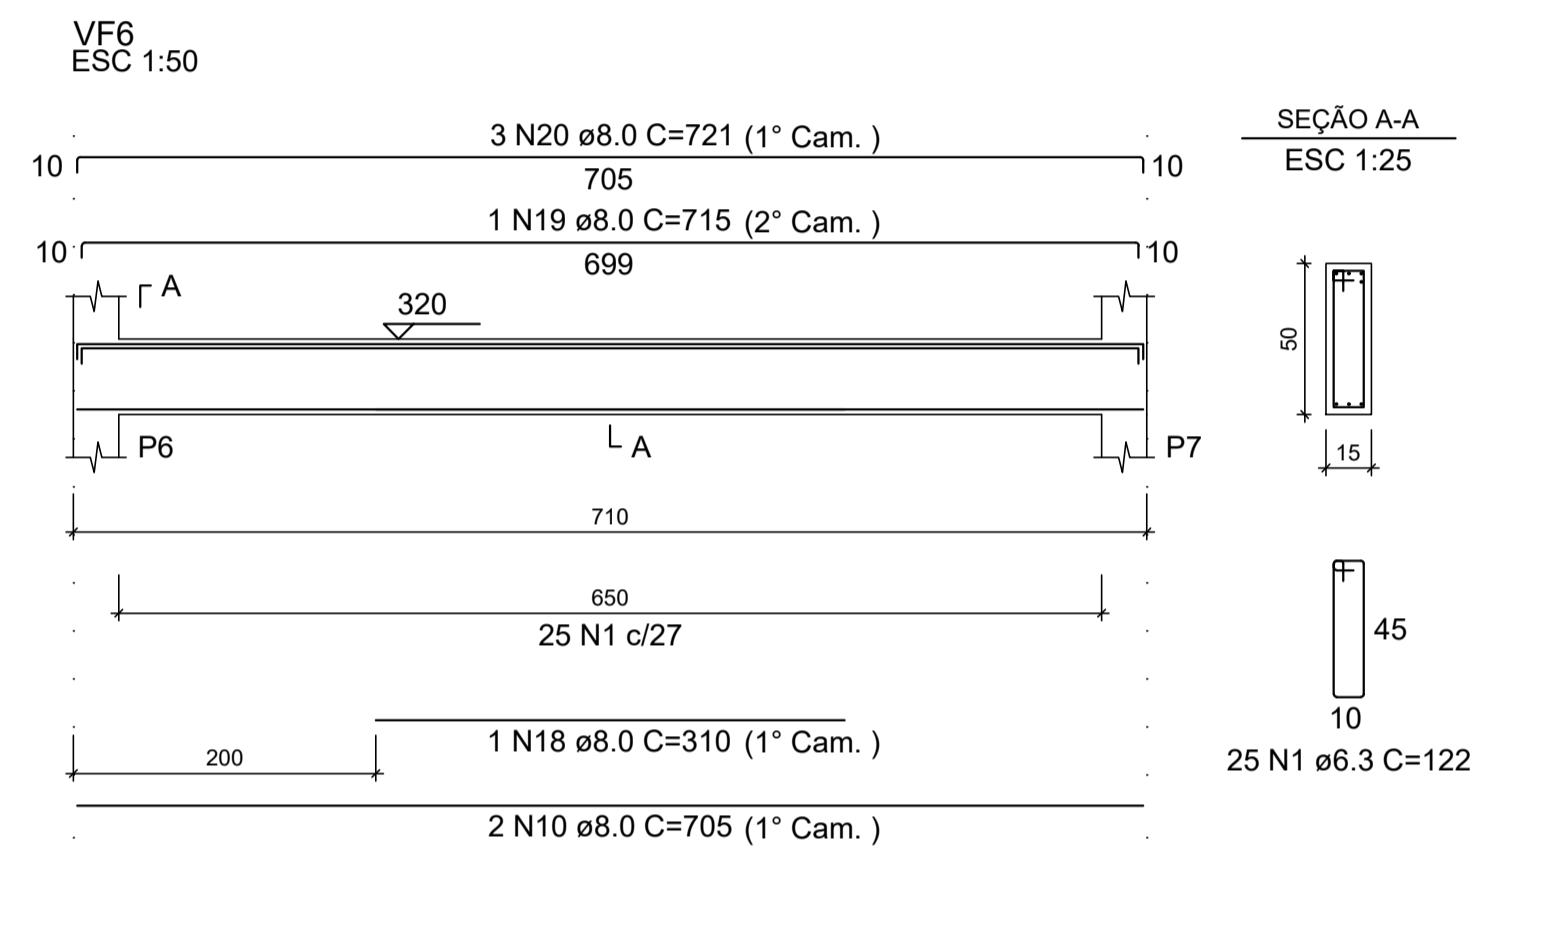 VF6
ESC 1:50
3 N20 ø8.0 C=721 (1° Cam. )
10 705 10
1 N19 ø8.0 C=715 (2° Cam. )
10 699 10
A
320
P6
A
P7
710
650
25 N1 c/27
1 N18 ø8.0 C=310 (1° Cam. )
200
2 N10 ø8.0 C=705 (1° Cam. )
SEÇÃO A-A
ESC 1:25
50
15
45
10
25 N1 ø6.3 C=122